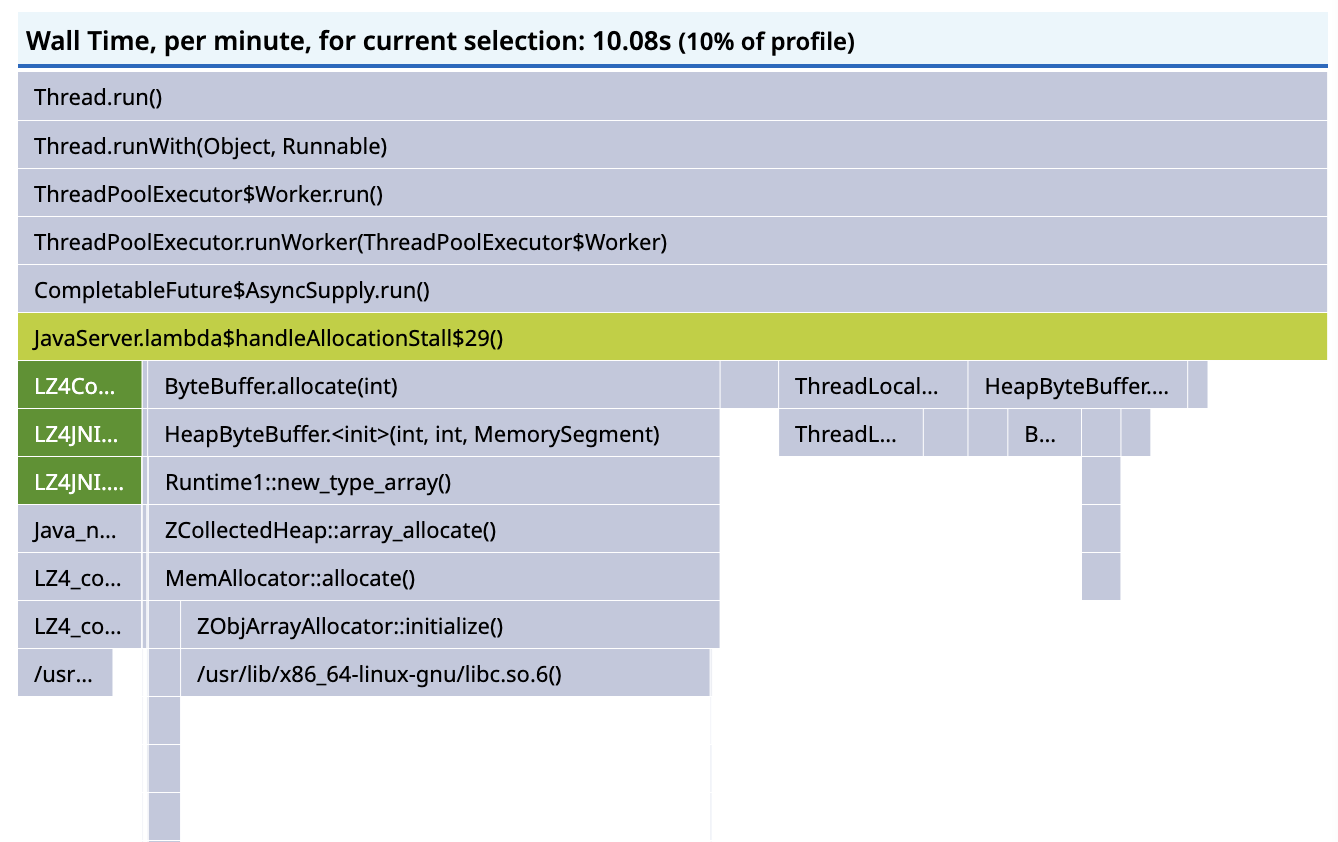 Wall Time, per minute, for current selection: 10.08s (10% of profile)
Thread.run()
Thread.runWith(Object, Runnable)
ThreadPoolExecutor$Worker.run()
ThreadPoolExecutor.runWorker(ThreadPoolExecutor$Worker)
CompletableFuture$AsyncSupply.run()
JavaServer.lambda$handleAllocationStall$29()
LZ4Co... ByteBuffer.allocate(int) ThreadLocal... HeapByteBuffer....
LZ4JNI... HeapByteBuffer.<init>(int, int, MemorySegment) ThreadL... B...
LZ4JNI.... Runtime1::new_type_array()
Java_n... ZCollectedHeap::array_allocate()
LZ4_co... MemAllocator::allocate()
LZ4_co... ZObjArrayAllocator::initialize()
/usr... /usr/lib/x86_64-linux-gnu/libc.so.6()